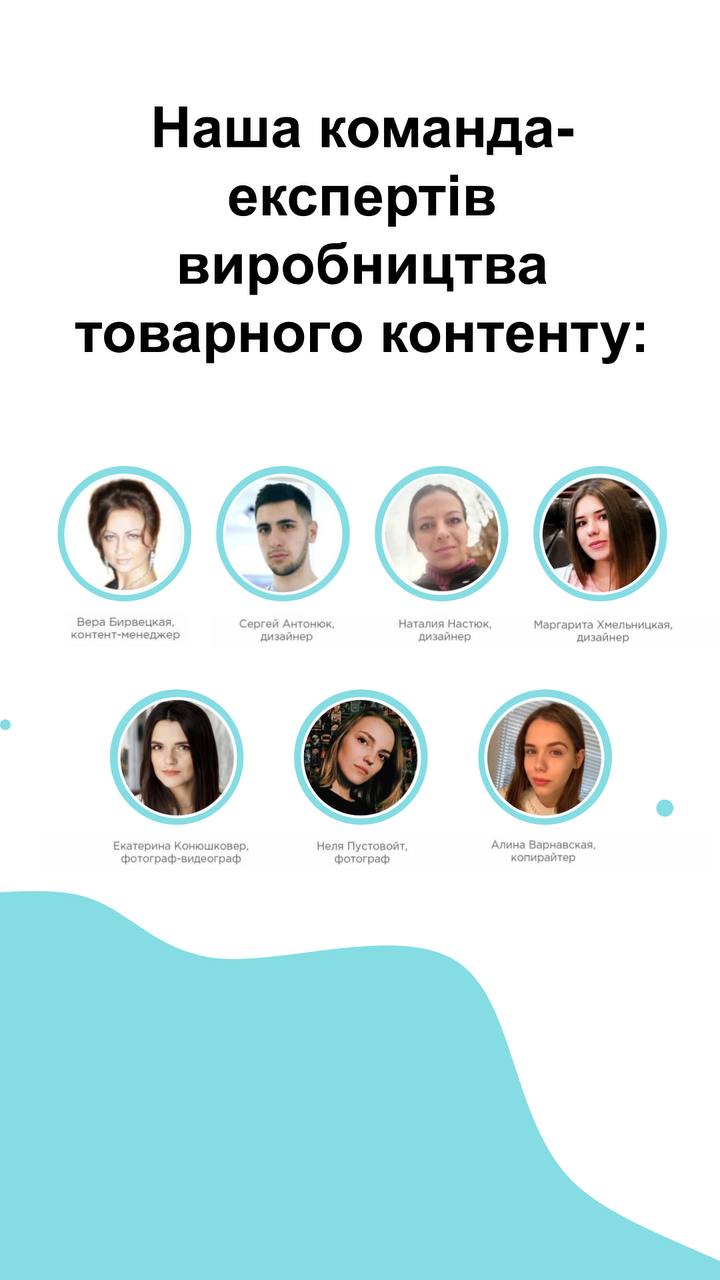 Наша команда-
експертів
виробництва
товарного контенту:
Вера Бирвецкая,
контент-менеджер
Сергей Антонюк,
дизайнер
Наталия Настюк,
дизайнер
Маргарита Хмельницкая,
дизайнер
Екатерина Конюшковер,
фотограф-видеограф
Неля Пустовойт,
фотограф
Алина Варнавская,
копирайтер